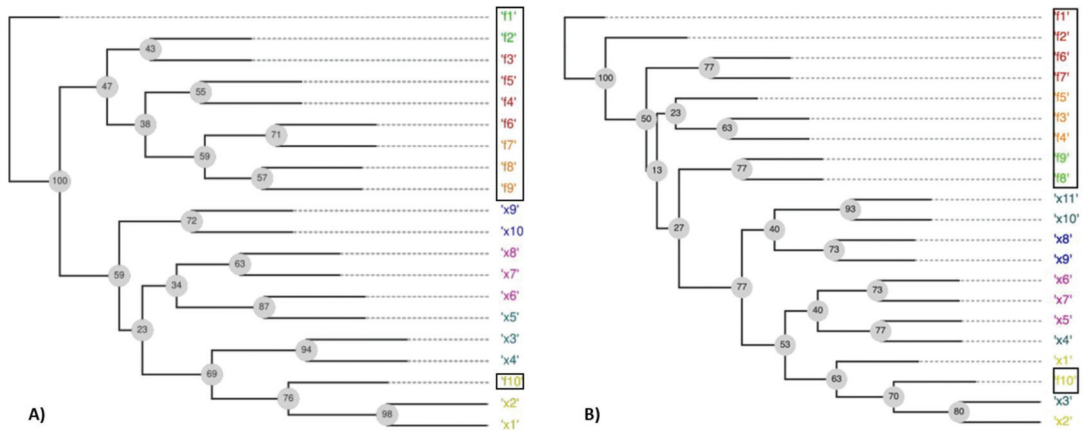 'f1'
'f2'
43
'f3'
47
'f5'
55
'f4'
38
'f6'
71
'f7'
59
'f8'
57
'f9'
100
'x9'
72
'x10
59
'x8'
63
'x7'
34
'x6'
87
'x5'
23
'x3'
94
'x4'
69
'f10'
76
'x2'
98
'x1'
A)
'f1'
'f2'
100
'f6'
77
'f7'
50
'f5'
23
'f3'
63
'f4'
13
'f9'
77
'f8'
27
'x11'
93
'x10'
40
'x8'
73
'x9'
77
'x6'
73
'x7'
40
'x5'
77
'x4'
53
'x1'
63
'f10'
70
'x3'
80
'x2'
B)